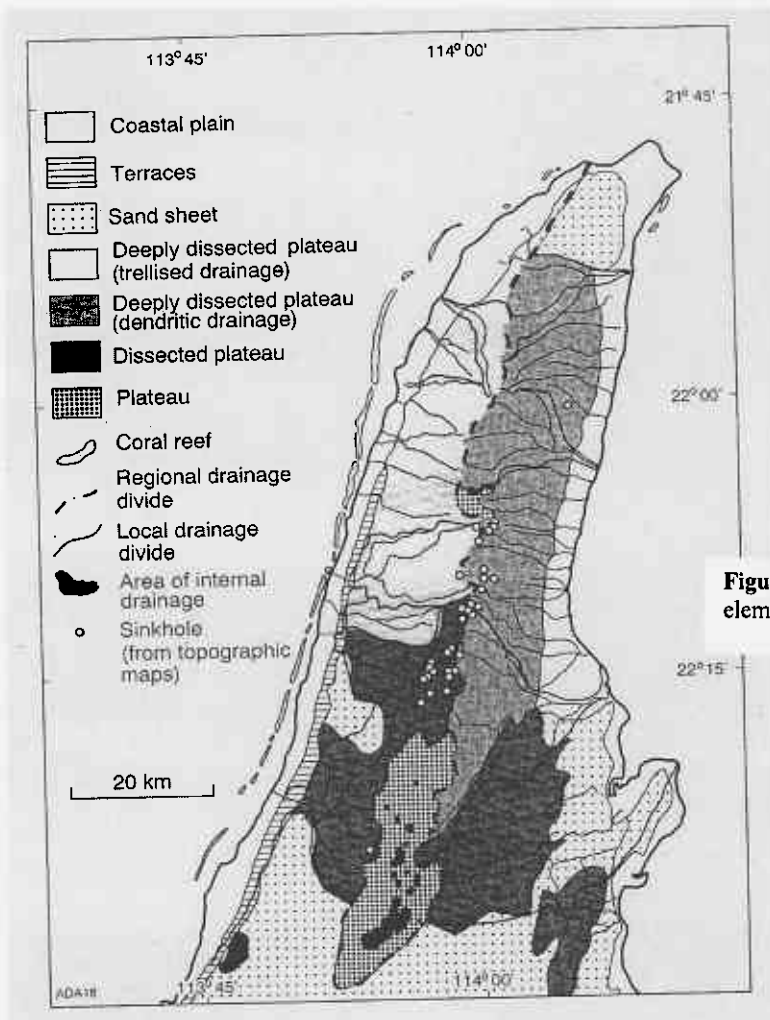 113° 45'
114° 00'
21° 45'
Coastal plain
Terraces
Sand sheet
Deeply dissected plateau
(trellised drainage)
Deeply dissected plateau
(dendritic drainage)
Dissected plateau
Plateau
22° 00'
Coral reef
Regional drainage
divide
Local drainage
divide
Area of internal
drainage
Sinkhole
(from topographic
maps)
Figu
elem
22° 15'
20 km
ADA18
113° 45'
114° 00'